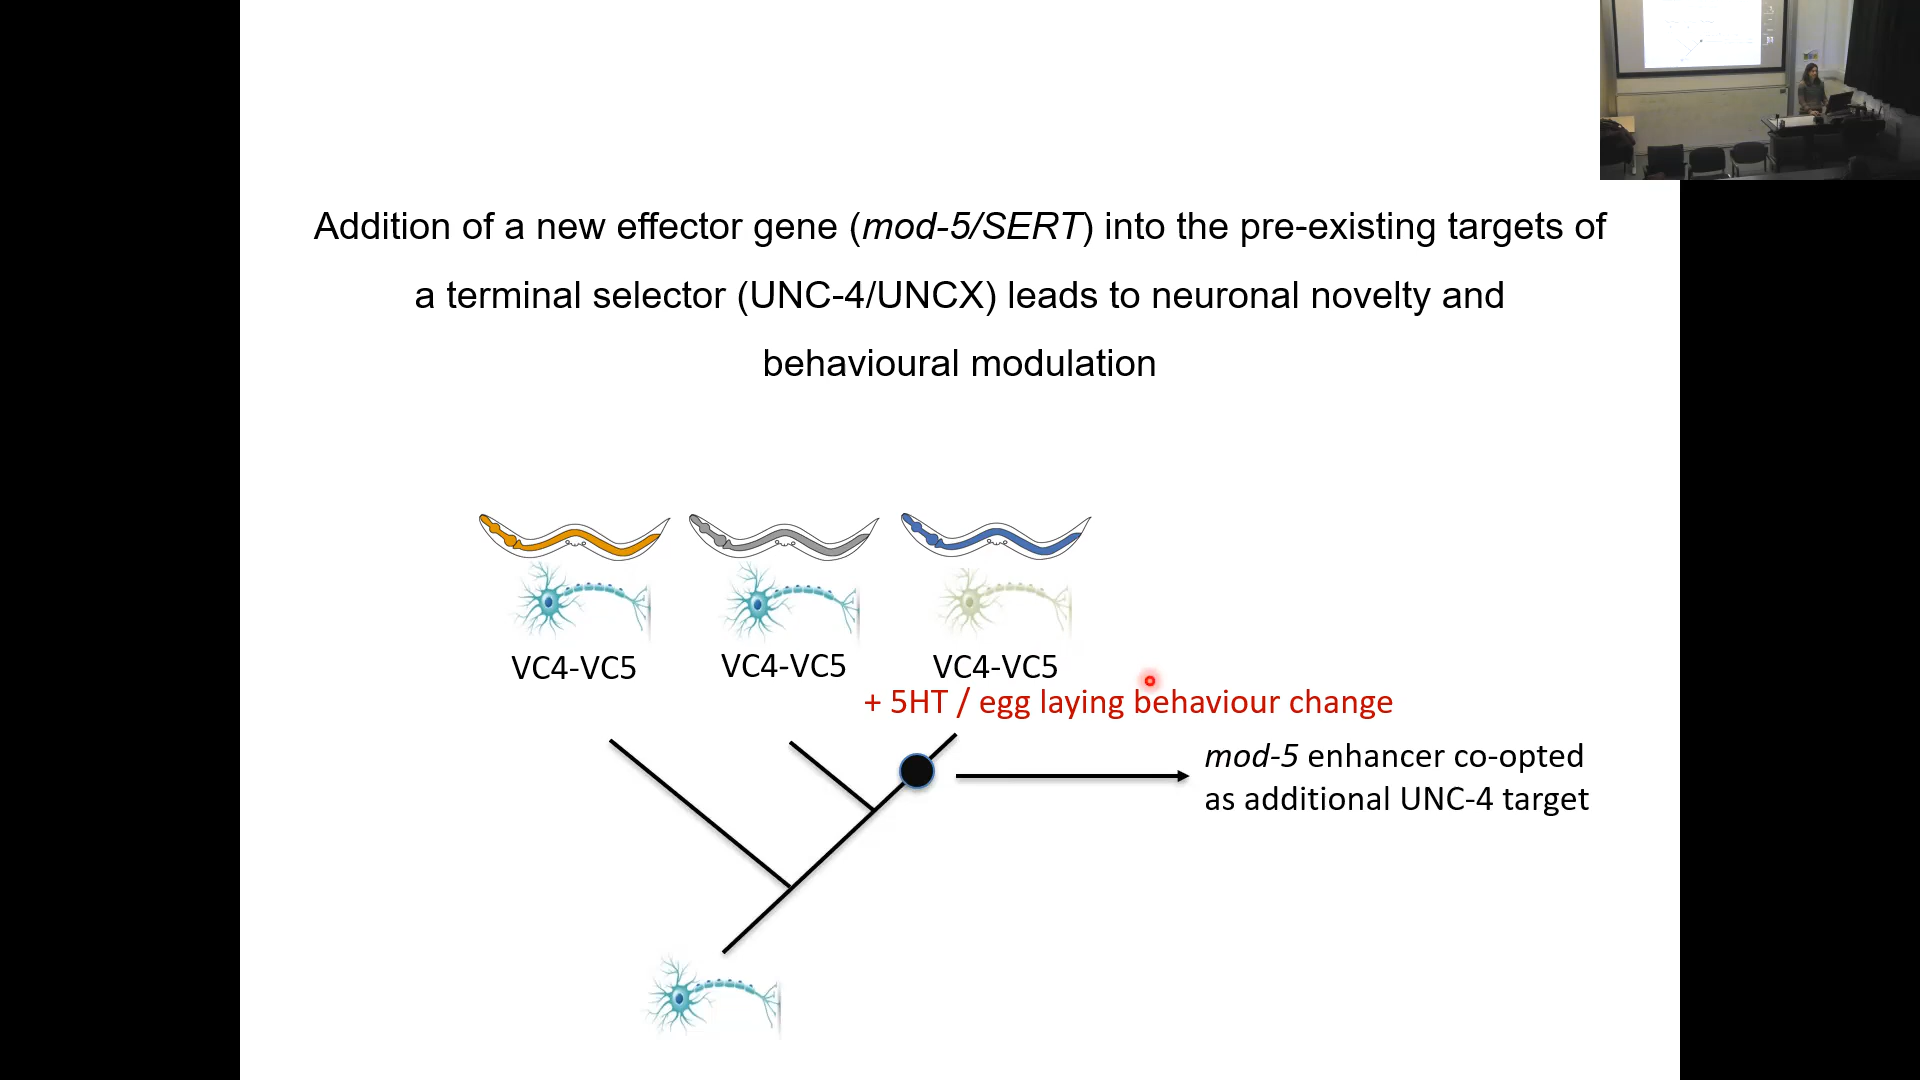 Addition of a new effector gene (mod-5/SERT) into the pre-existing targets of
a terminal selector (UNC-4/UNCX) leads to neuronal novelty and
behavioural modulation
VC4-VC5
VC4-VC5
VC4-VC5
+ 5HT / egg laying behaviour change
mod-5 enhancer co-opted
as additional UNC-4 target